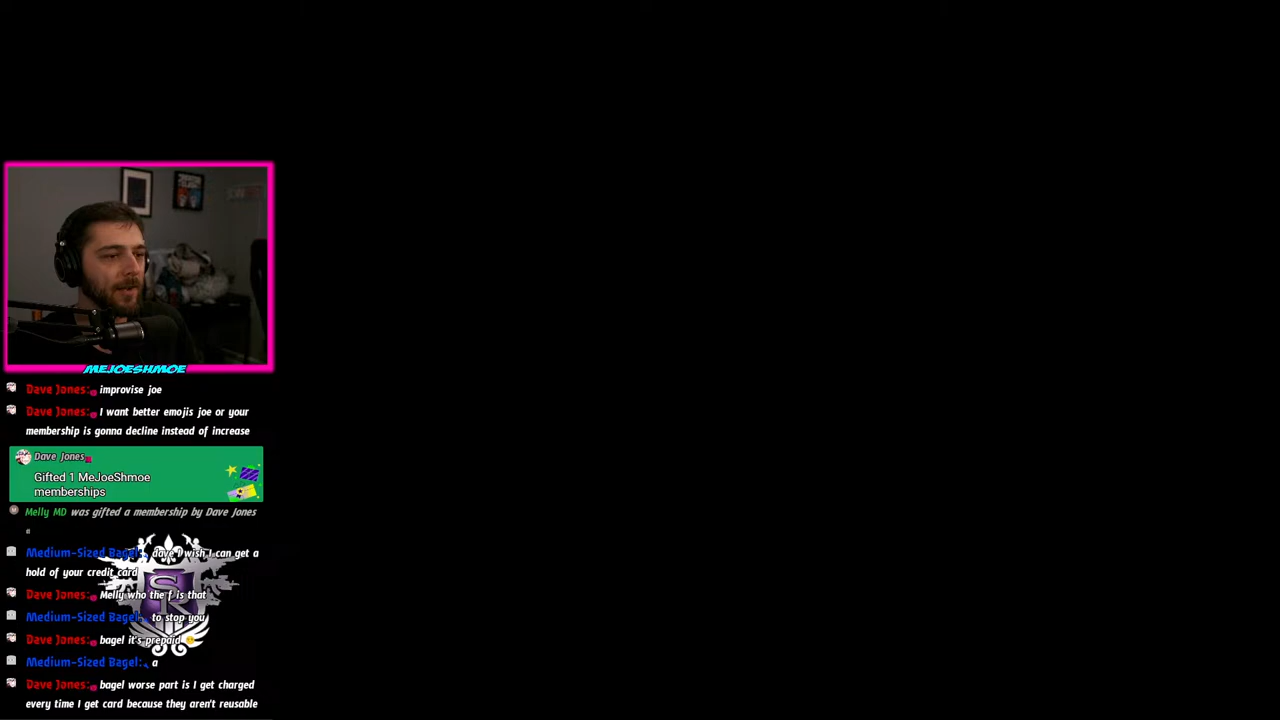 MEJOESHMOE
Dave Jones: improvise joe
Dave Jones: I want better emojis joe or your
membership is gonna decline instead of increase
Dave Jones
Gifted 1 MeJoeShmoe
memberships
Melly MD was gifted a membership by Dave Jones
Medium-Sized Bagel: dave I wish I can get a
hold of your credit card
Dave Jones: Melly who the f is that
Medium-Sized Bagel: to stop you
Dave Jones: bagel it's prepaid 😕
Medium-Sized Bagel: a
Dave Jones: bagel worse part is I get charged
every time I get card because they aren't reusable
SR